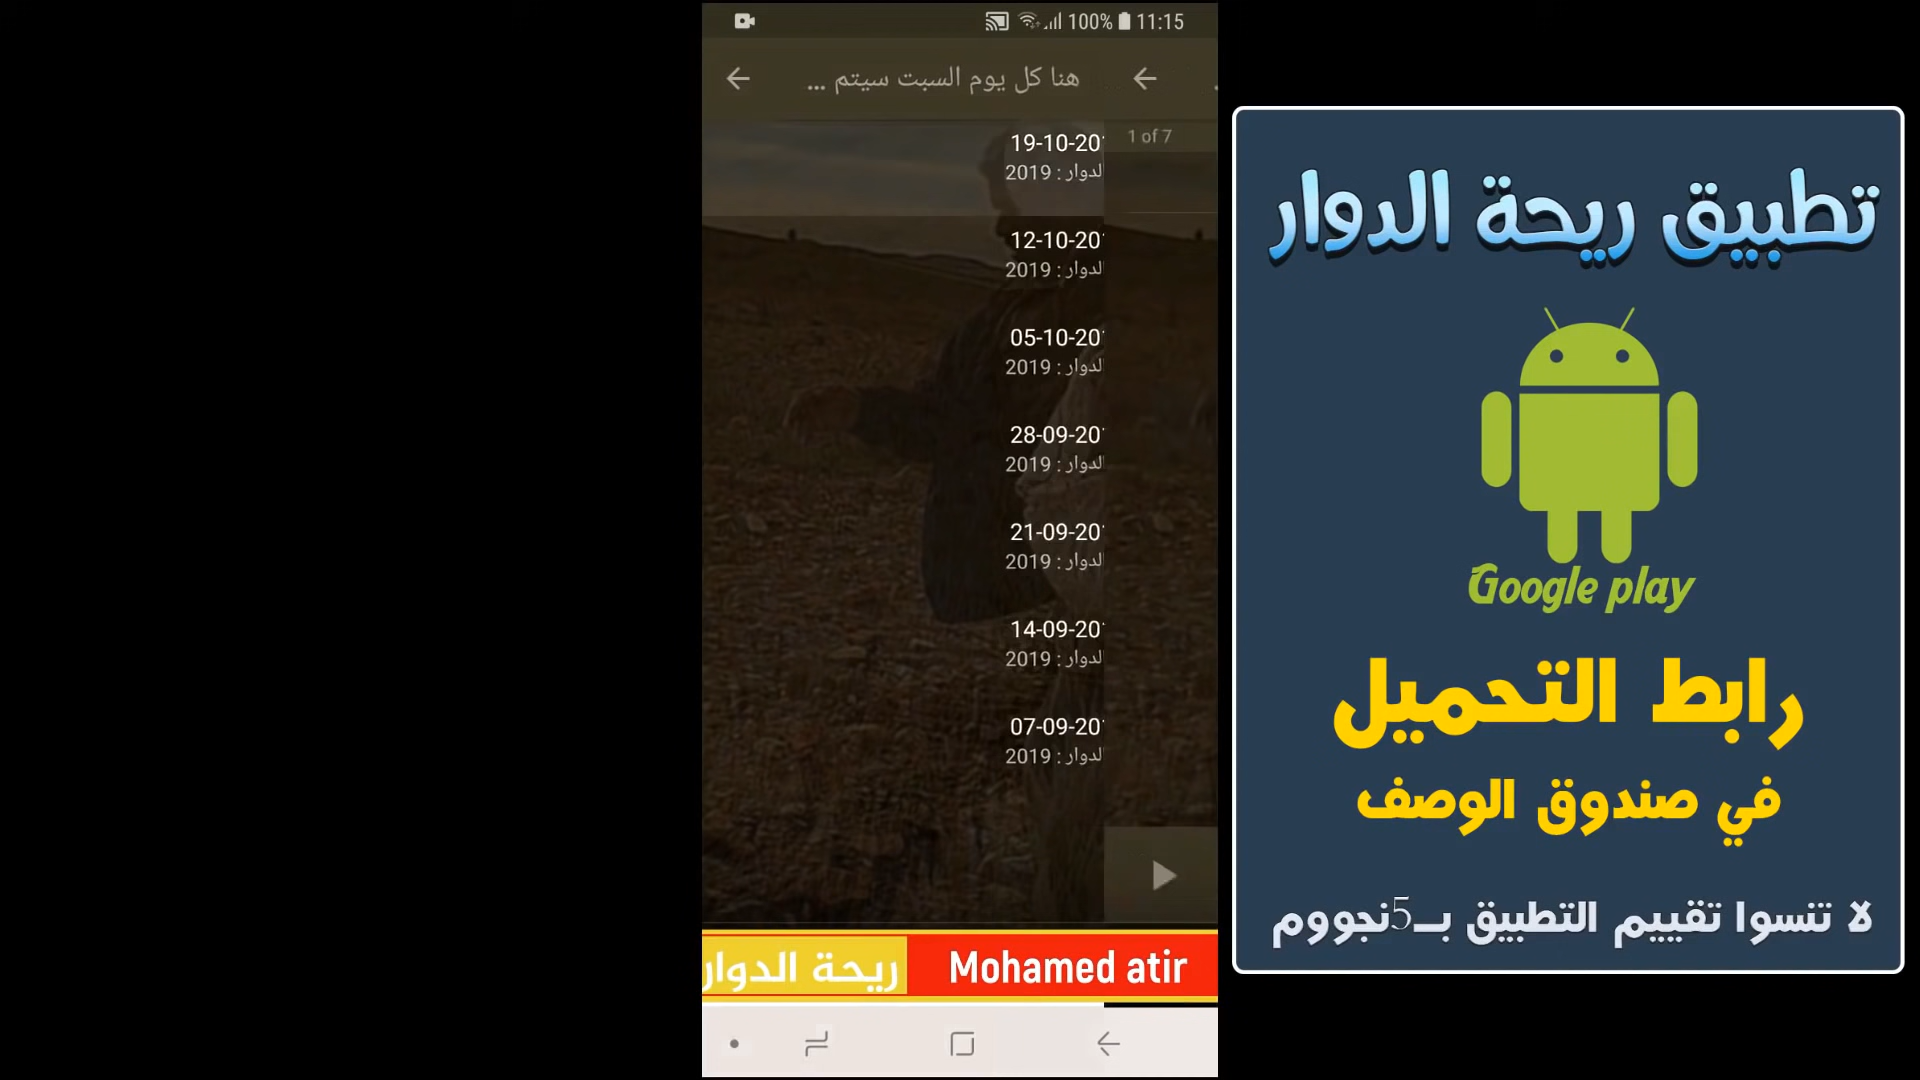 100% 11:15
هنا كل يوم السبت سيتم ...
1 of 7
19-10-20
لدوار : 2019
12-10-20
لدوار : 2019
05-10-20
لدوار : 2019
28-09-20
لدوار : 2019
21-09-20
لدوار : 2019
14-09-20
لدوار : 2019
07-09-20
لدوار : 2019
ريحة الدوار
Mohamed atir
تطبيق ريحة الدوار
Google play
رابط التحميل
في صندوق الوصف
لا تنسوا تقييم التطبيق بـ5نجووم